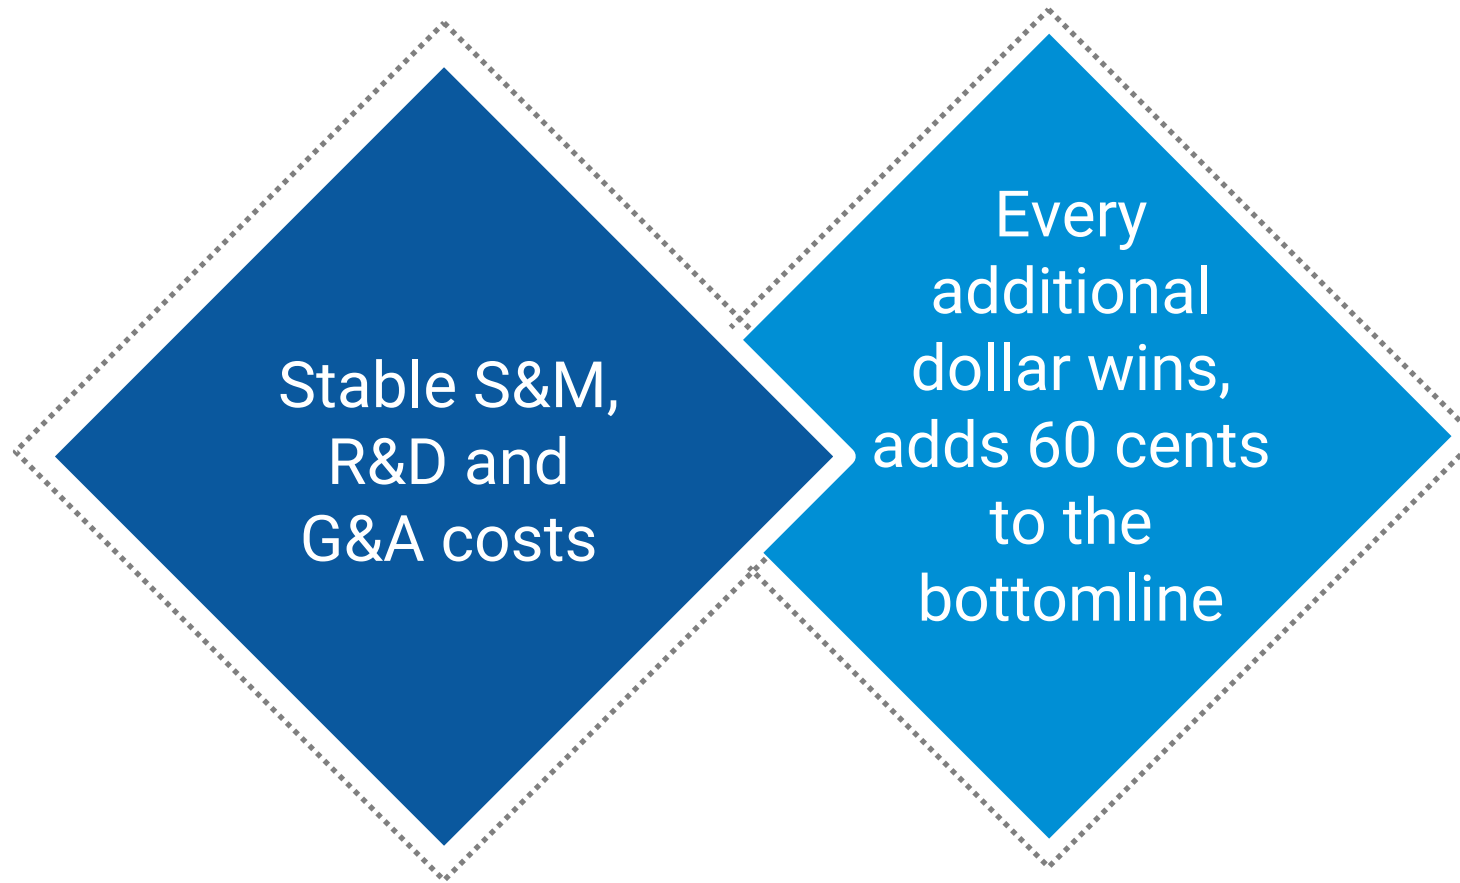 Stable S&M,
R&D and
G&A costs
Every
additional
dollar wins,
adds 60 cents
to the
bottomline